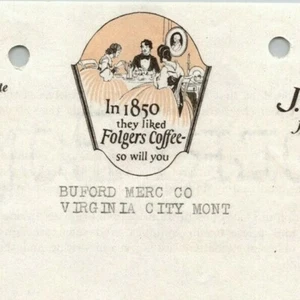 In 1850
they liked
Folgers Coffee-
so will you
BUFORD MERC CO
VIRGINIA CITY MONT